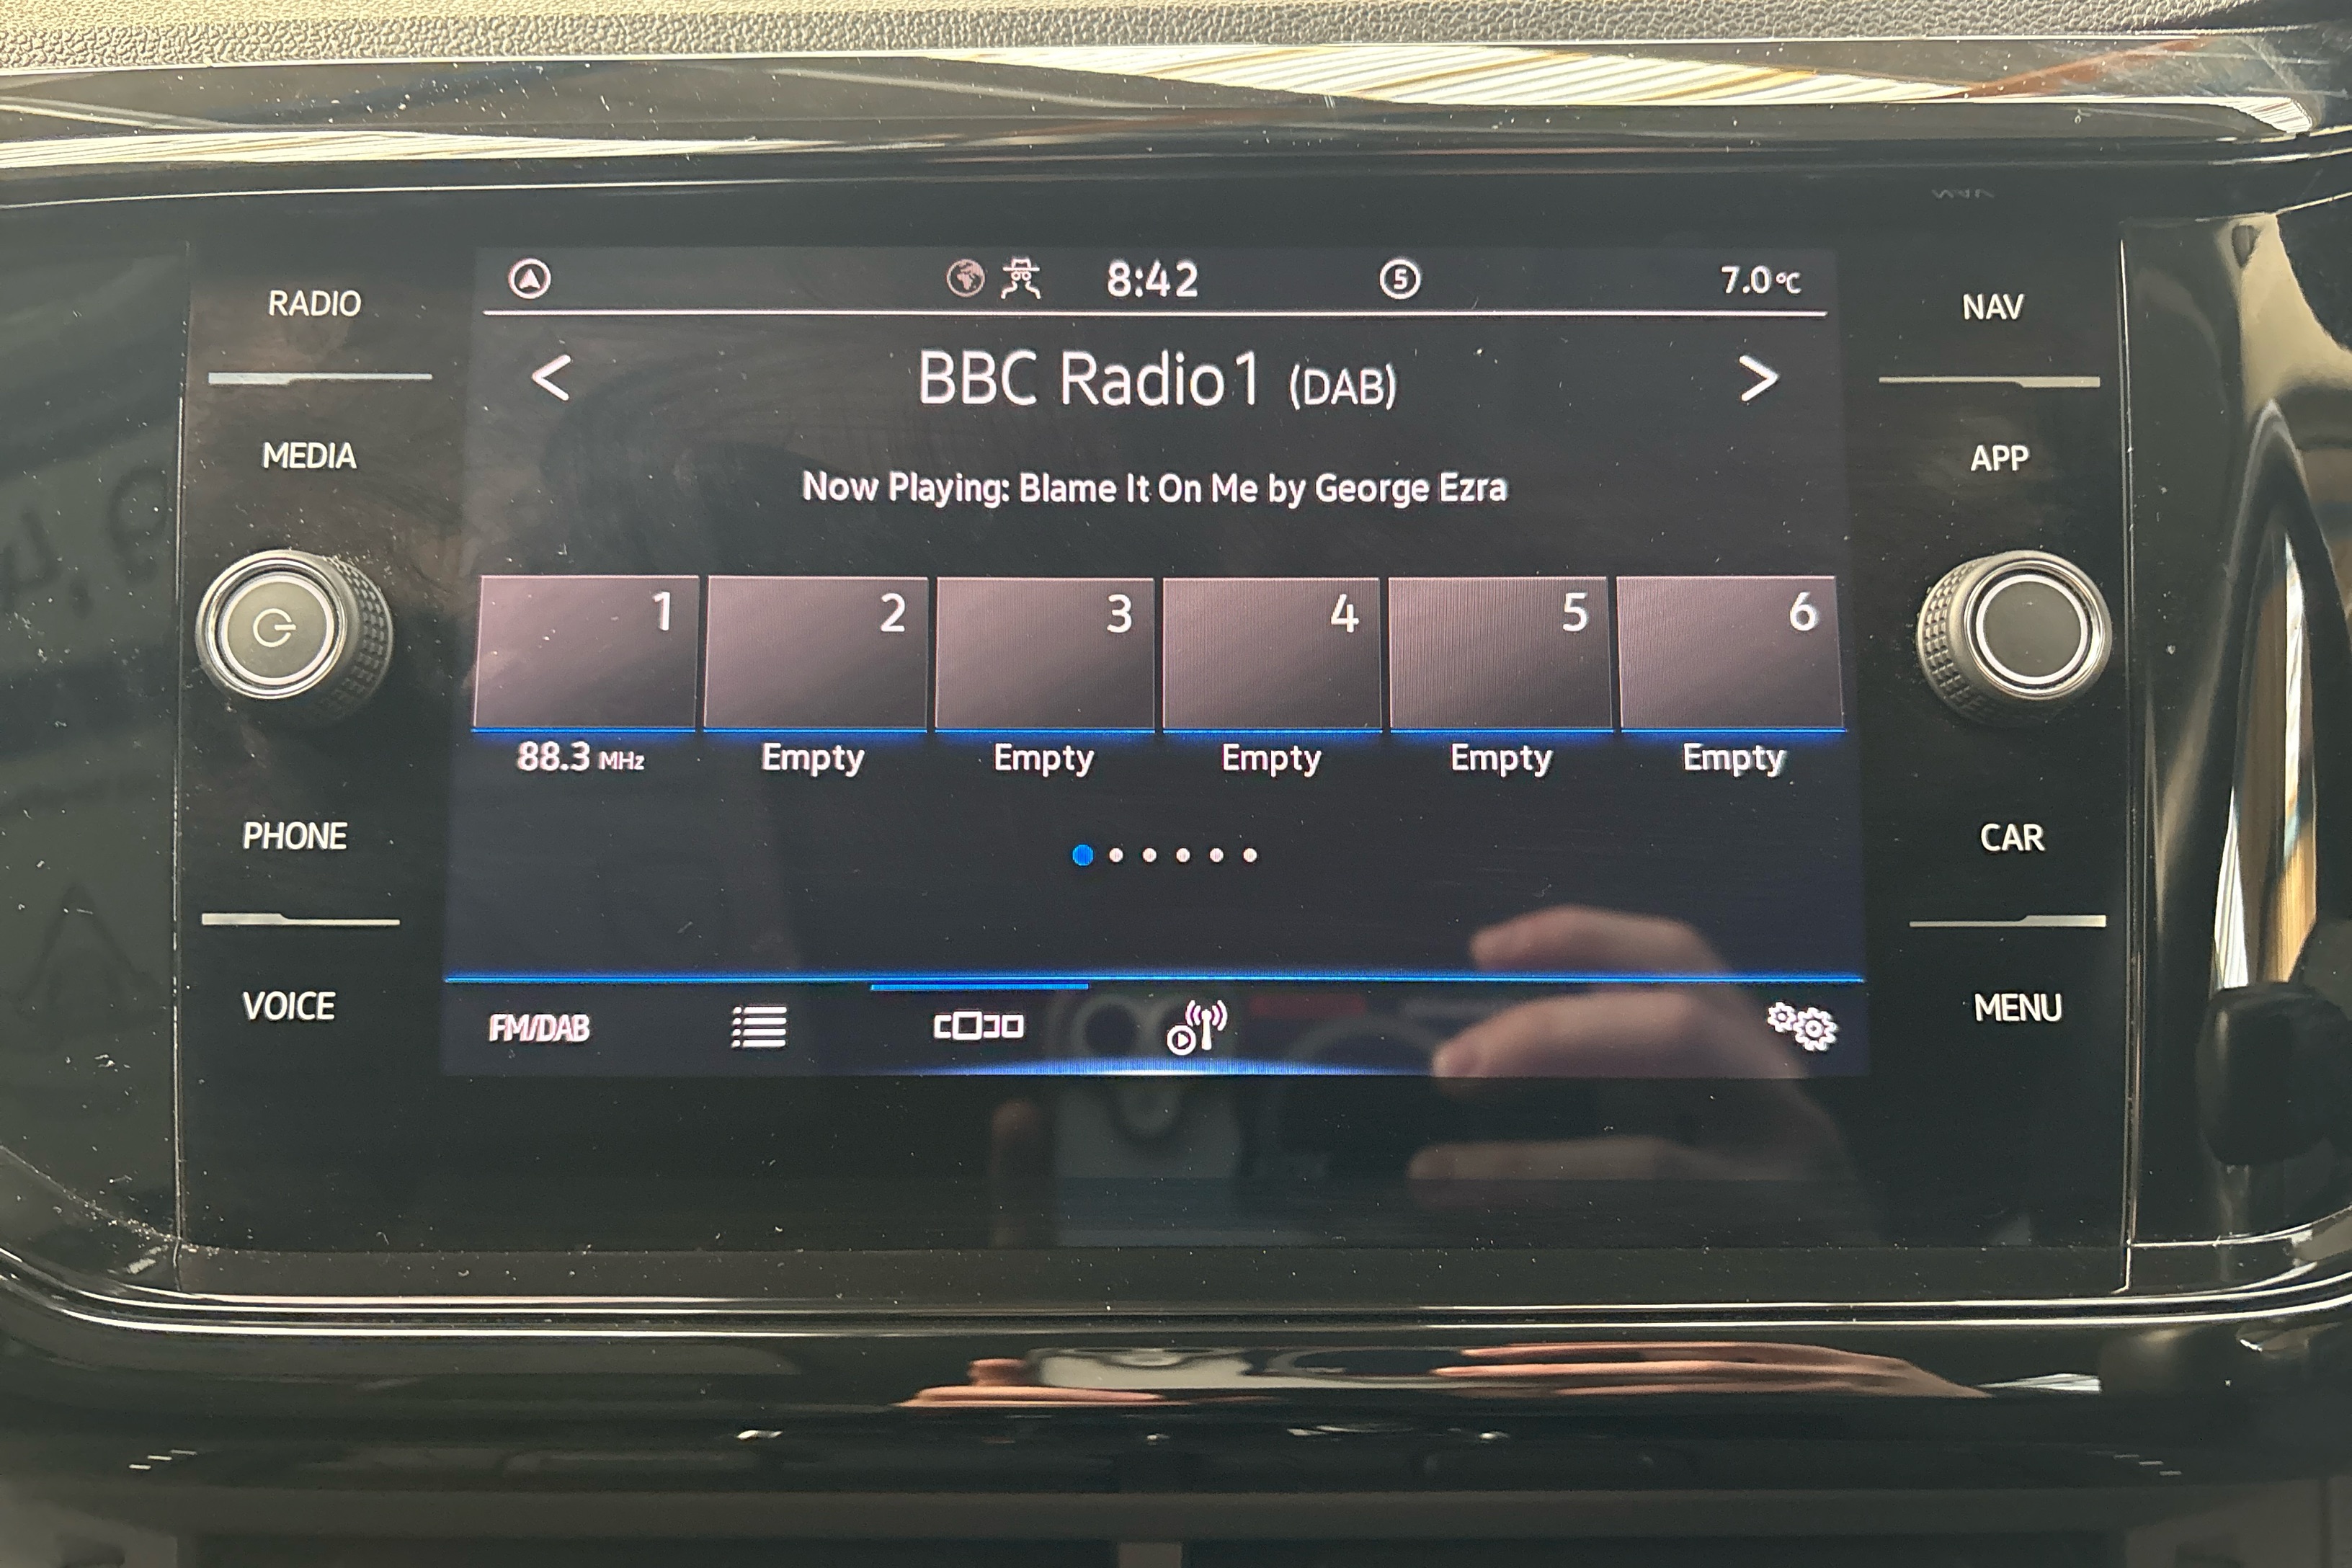 RADIO
MEDIA
PHONE
VOICE
8:42
5
7.0°C
< BBC Radio1 (DAB) >
Now Playing: Blame It On Me by George Ezra
1 2 3 4 5 6
88.3 MHz Empty Empty Empty Empty Empty
FM/DAB
NAV
APP
CAR
MENU